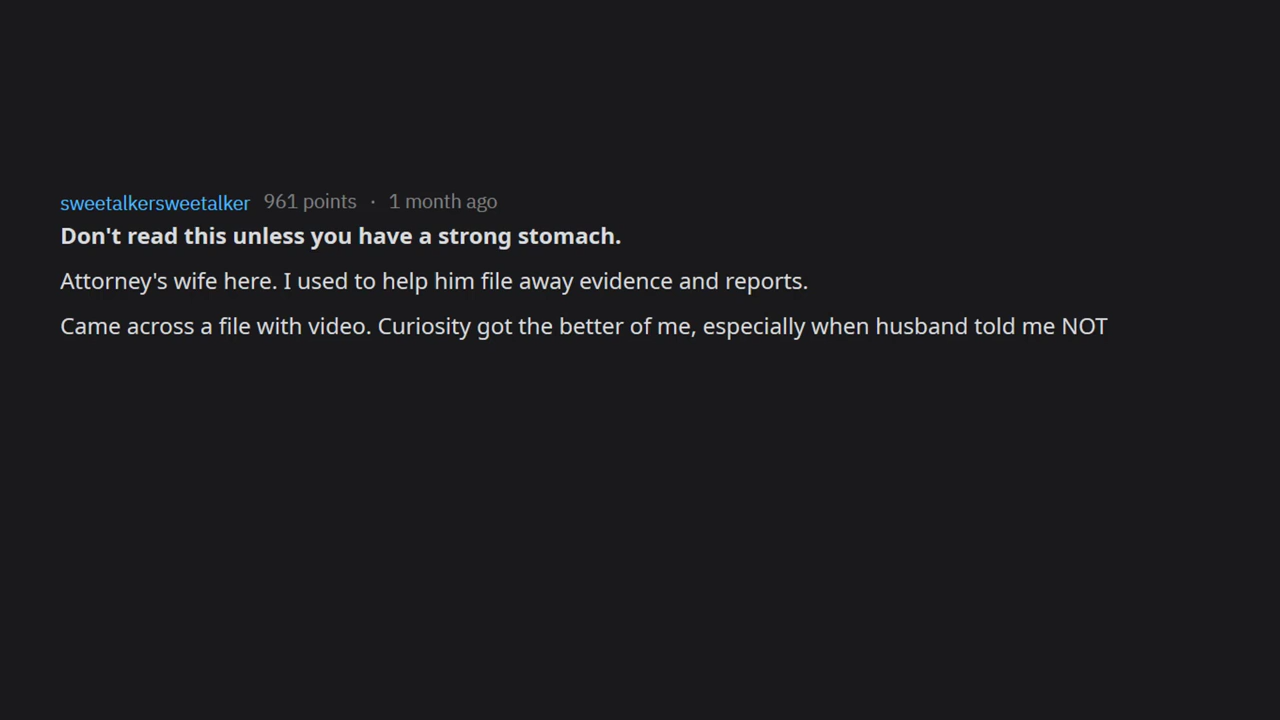 sweetalkersweetalker 961 points · 1 month ago
Don't read this unless you have a strong stomach.
Attorney's wife here. I used to help him file away evidence and reports.
Came across a file with video. Curiosity got the better of me, especially when husband told me NOT